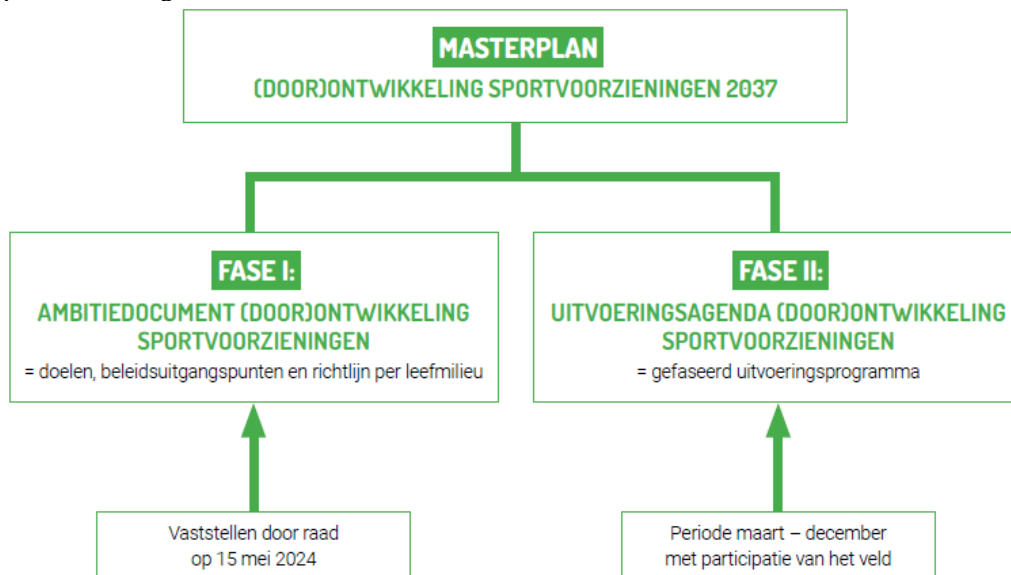 MASTERPLAN
(DOOR)ONTWIKKELING SPORTVOORZIENINGEN 2037
FASE I:
AMBITIEDOCUMENT (DOOR)ONTWIKKELING
SPORTVOORZIENINGEN
= doelen, beleidsuitgangspunten en richtlijn per leefmilieu
FASE II:
UITVOERINGSAGENDA (DOOR)ONTWIKKELING
SPORTVOORZIENINGEN
= gefaseerd uitvoeringsprogramma
Vaststellen door raad
op 15 mei 2024
Periode maart – december
met participatie van het veld